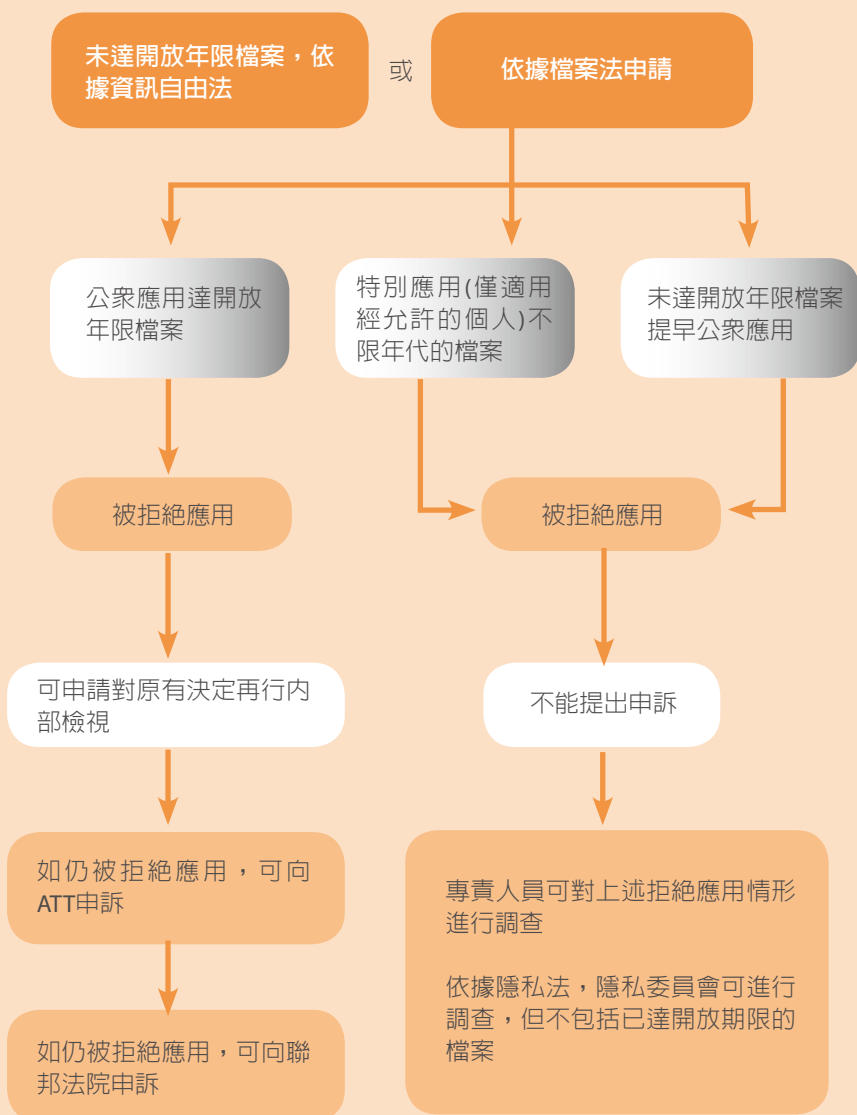 未達開放年限檔案，依
據資訊自由法
或
依據檔案法申請
公眾應用達開放
年限檔案
特別應用(僅適用
經允許的個人)不
限年代的檔案
未達開放年限檔案
提早公眾應用
被拒絕應用
被拒絕應用
可申請對原有決定再行內
部檢視
不能提出申訴
如仍被拒絕應用，可向
ATT申訴
如仍被拒絕應用，可向聯
邦法院申訴
專責人員可對上述拒絕應用情形
進行調查
依據隱私法，隱私委員會可進行
調查，但不包括已達開放期限的
檔案